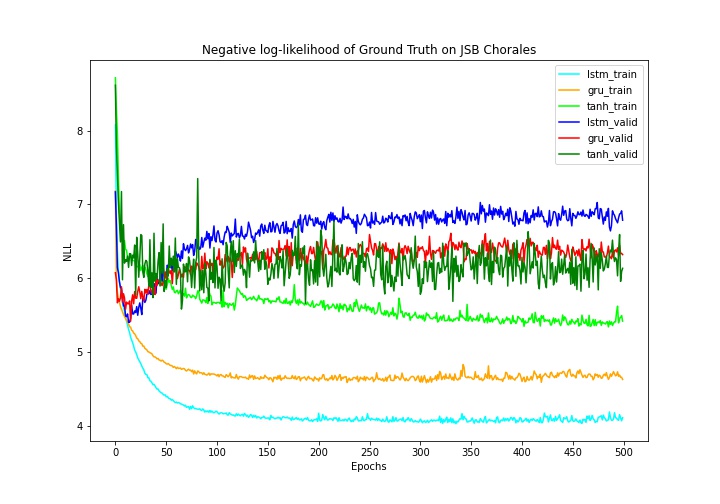 Negative log-likelihood of Ground Truth on JSB Chorales
lstm_train
gru_train
tanh_train
lstm_valid
gru_valid
tanh_valid
8
7
6
5
4
NLL
0
50
100
150
200
250
300
350
400
450
500
Epochs